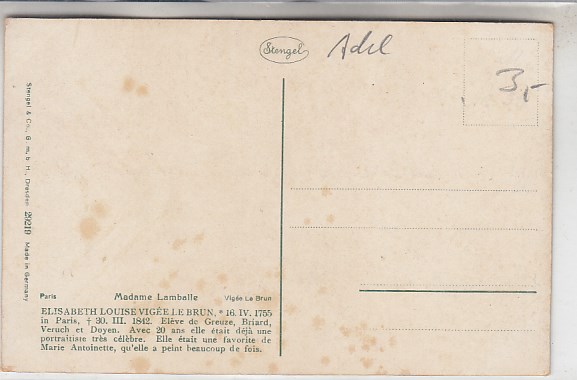 Stengel
Adel
3,-
Stengel & Co., G. m. b. H., Dresden 29210 Made in Germany
Paris Madame Lamballe Vigée Le Brun
ELISABETH LOUISE VIGÉE LE BRUN, * 16. IV. 1755
in Paris, † 30. III. 1842. Elève de Greuze, Briard,
Veruch et Doyen. Avec 20 ans elle était déjà une
portraitiste très célèbre. Elle était une favorite de
Marie Antoinette, qu'elle a peint beaucoup de fois.